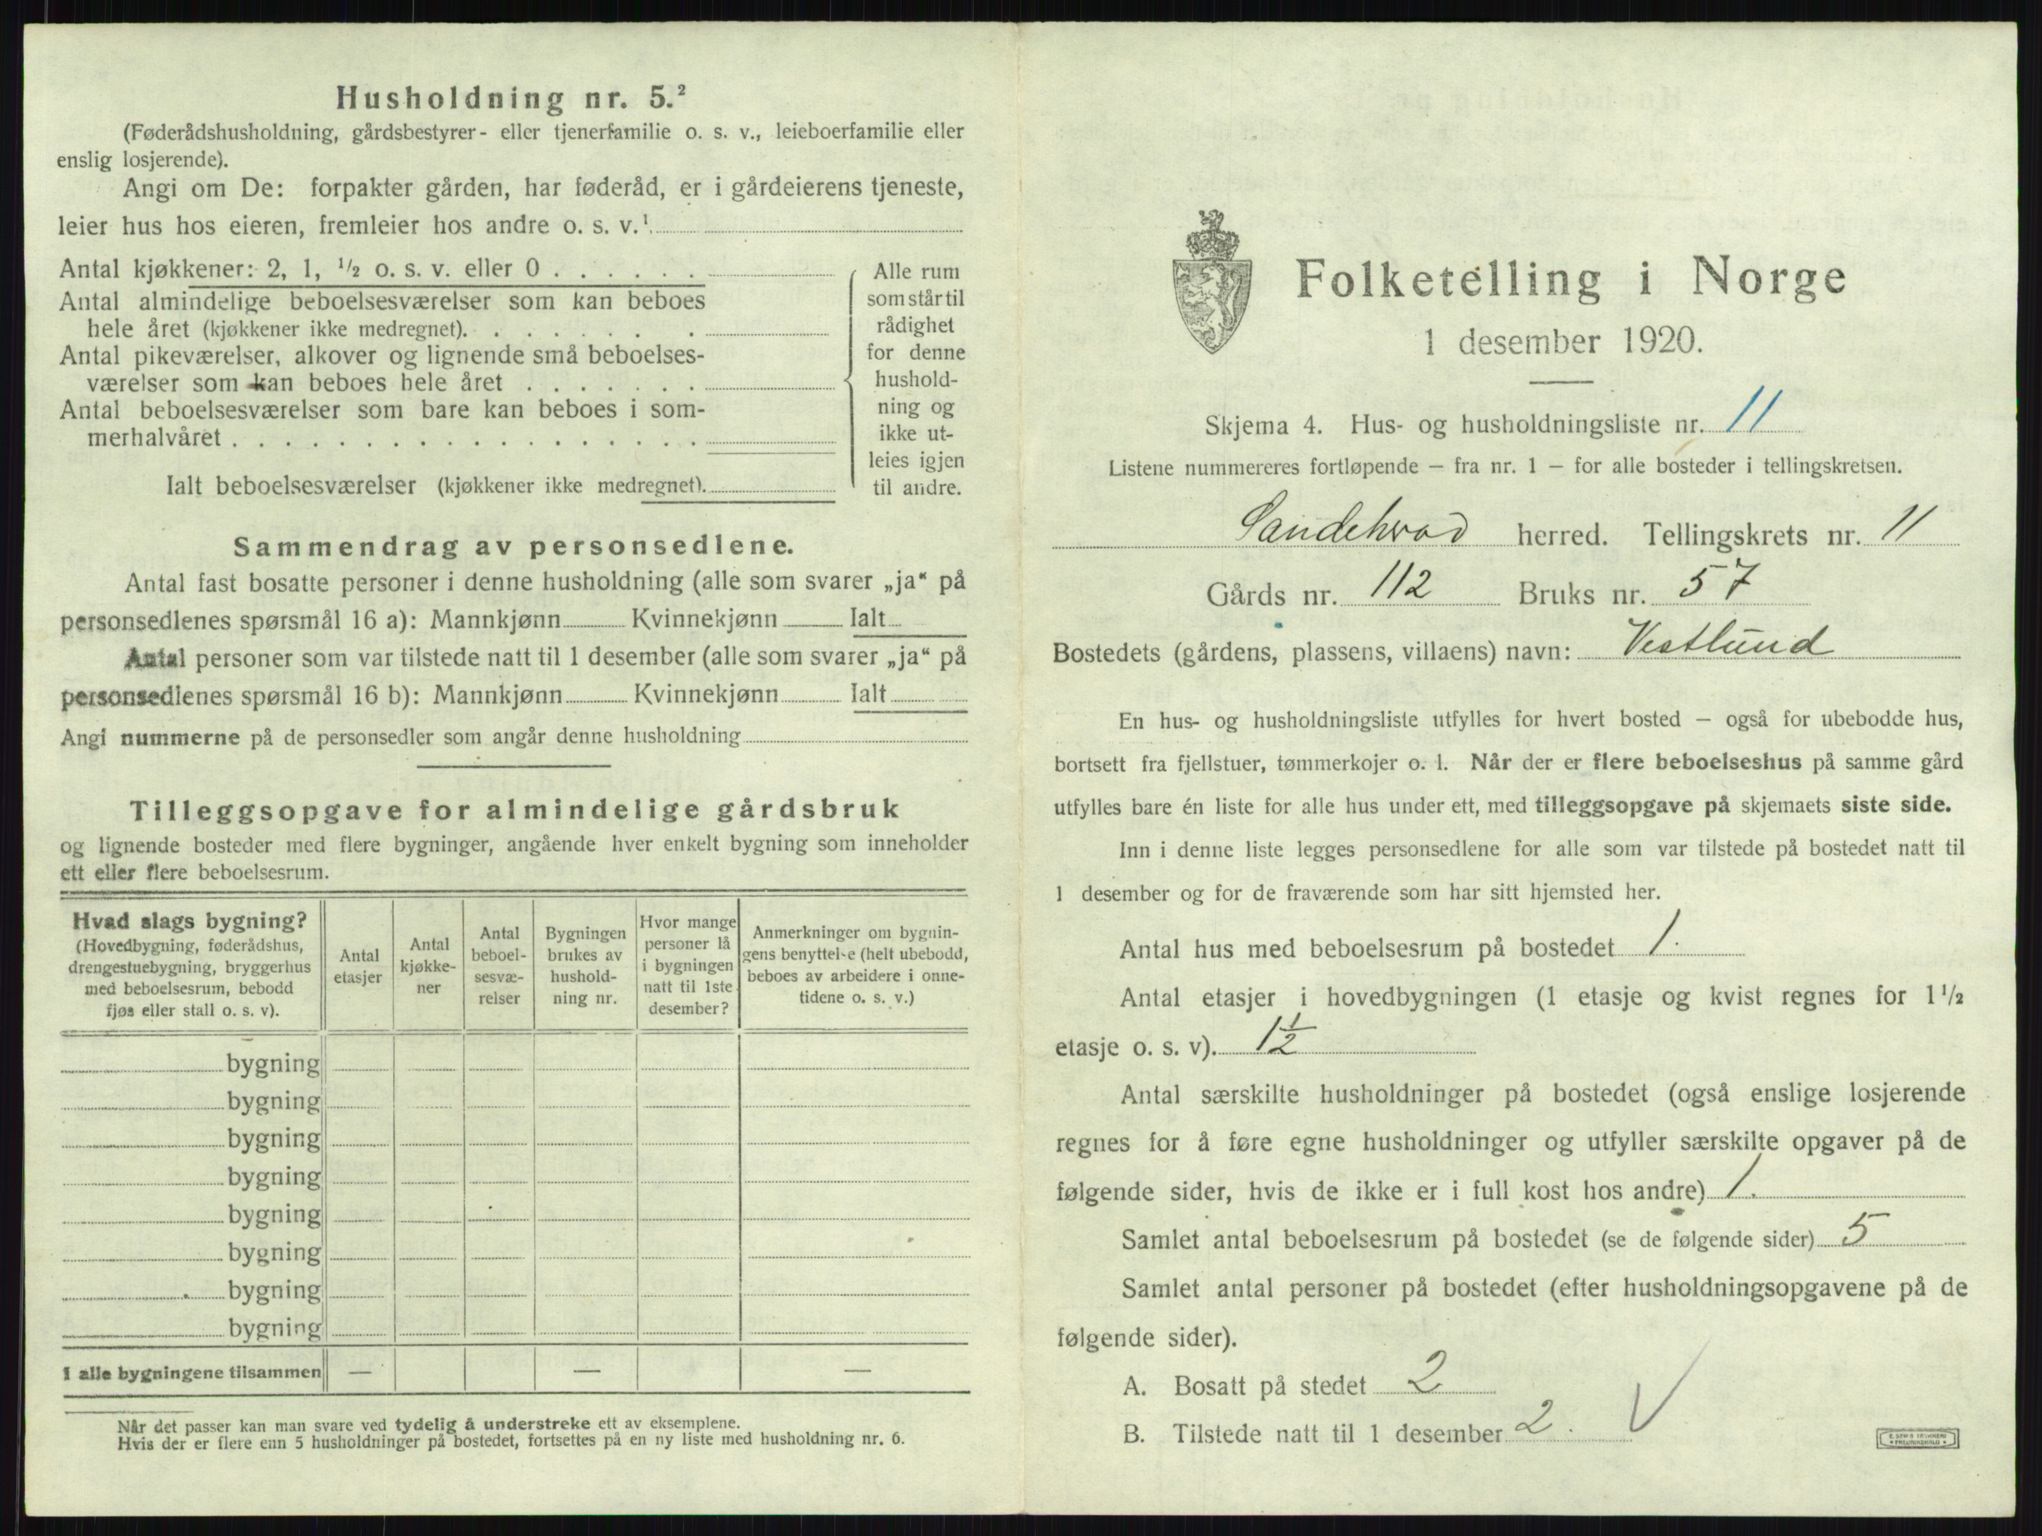 Husholdning nr. 5.²
(Føderådshusholdning, gårdsbestyrer- eller tjenerfamilie o. s. v., leieboerfamilie eller
enslig losjerende).
Angi om De: forpakter gården, har føderåd, er i gårdeierens tjeneste,
leier hus hos eieren, fremleier hos andre o. s. v.¹
Antal kjøkkener: 2, 1, ½ o. s. v. eller 0 . . . . . .
Antal almindelige beboelsesværelser som kan beboes
hele året (kjøkkener ikke medregnet). . . . . . . . .
Antal pikeværelser, alkover og lignende små beboelses-
værelser som kan beboes hele året . . . . . . .
Antal beboelsesværelser som bare kan beboes i som-
merhalvåret . . . . . . . . . . . . . . . . . .
Ialt beboelsesværelser (kjøkkener ikke medregnet).
Alle rum
som står til
rådighet
for denne
hushold-
ning og
ikke ut-
leies igjen
til andre.
Sammendrag av personsedlene.
Antal fast bosatte personer i denne husholdning (alle som svarer „ja“ på
personsedlenes spørsmål 16 a): Mannkjønn Kvinnekjønn Ialt
Antal personer som var tilstede natt til 1 desember (alle som svarer „ja“ på
personsedlenes spørsmål 16 b): Mannkjønn Kvinnekjønn Ialt
Angi nummerne på de personsedler som angår denne husholdning
Tilleggsopgave for almindelige gårdsbruk
og lignende bosteder med flere bygninger, angående hver enkelt bygning som inneholder
ett eller flere beboelsesrum.
Hvad slags bygning?
(Hovedbygning, føderådshus,
drengestuebygning, bryggerhus
med beboelsesrum, bebodd
fjøs eller stall o. s. v).
Antal
etasjer
Antal
kjøkke-
ner
Antal
beboel-
sesvæ-
relser
Bygningen
brukes av
hushold-
ning nr.
Hvor mange
personer lå
i bygningen
natt til 1ste
desember?
Anmerkninger om bygnin-
gens benyttelse (helt ubebodd,
beboes av arbeidere i onne-
tidene o. s. v.)
bygning
bygning
bygning
bygning
bygning
bygning
bygning
bygning
I alle bygningene tilsammen — — —
Når det passer kan man svare ved tydelig å understreke ett av eksemplene.
Hvis der er flere enn 5 husholdninger på bostedet, fortsettes på en ny liste med husholdning nr. 6.
Folketelling i Norge
1 desember 1920.
Skjema 4. Hus- og husholdningsliste nr. 11
Listene nummereres fortløpende — fra nr. 1 — for alle bosteder i tellingskretsen.
Sandehred herred. Tellingskrets nr. 11
Gårds nr. 112 Bruks nr. 57
Bostedets (gårdens, plassens, villaens) navn: Vestlund
En hus- og husholdningsliste utfylles for hvert bosted — også for ubebodde hus,
bortsett fra fjellstuer, tømmerkojer o. l. Når der er flere beboelseshus på samme gård
utfylles bare én liste for alle hus under ett, med tilleggsopgave på skjemaets siste side.
Inn i denne liste legges personsedlene for alle som var tilstede på bostedet natt til
1 desember og for de fraværende som har sitt hjemsted her.
Antal hus med beboelsesrum på bostedet 1.
Antal etasjer i hovedbygningen (1 etasje og kvist regnes for 1½
etasje o. s. v). 1½
Antal særskilte husholdninger på bostedet (også enslige losjerende
regnes for å føre egne husholdninger og utfyller særskilte opgaver på de
følgende sider, hvis de ikke er i full kost hos andre) 1.
Samlet antal beboelsesrum på bostedet (se de følgende sider) 5
Samlet antal personer på bostedet (efter husholdningsopgavene på de
følgende sider).
A. Bosatt på stedet 2
B. Tilstede natt til 1 desember 2.